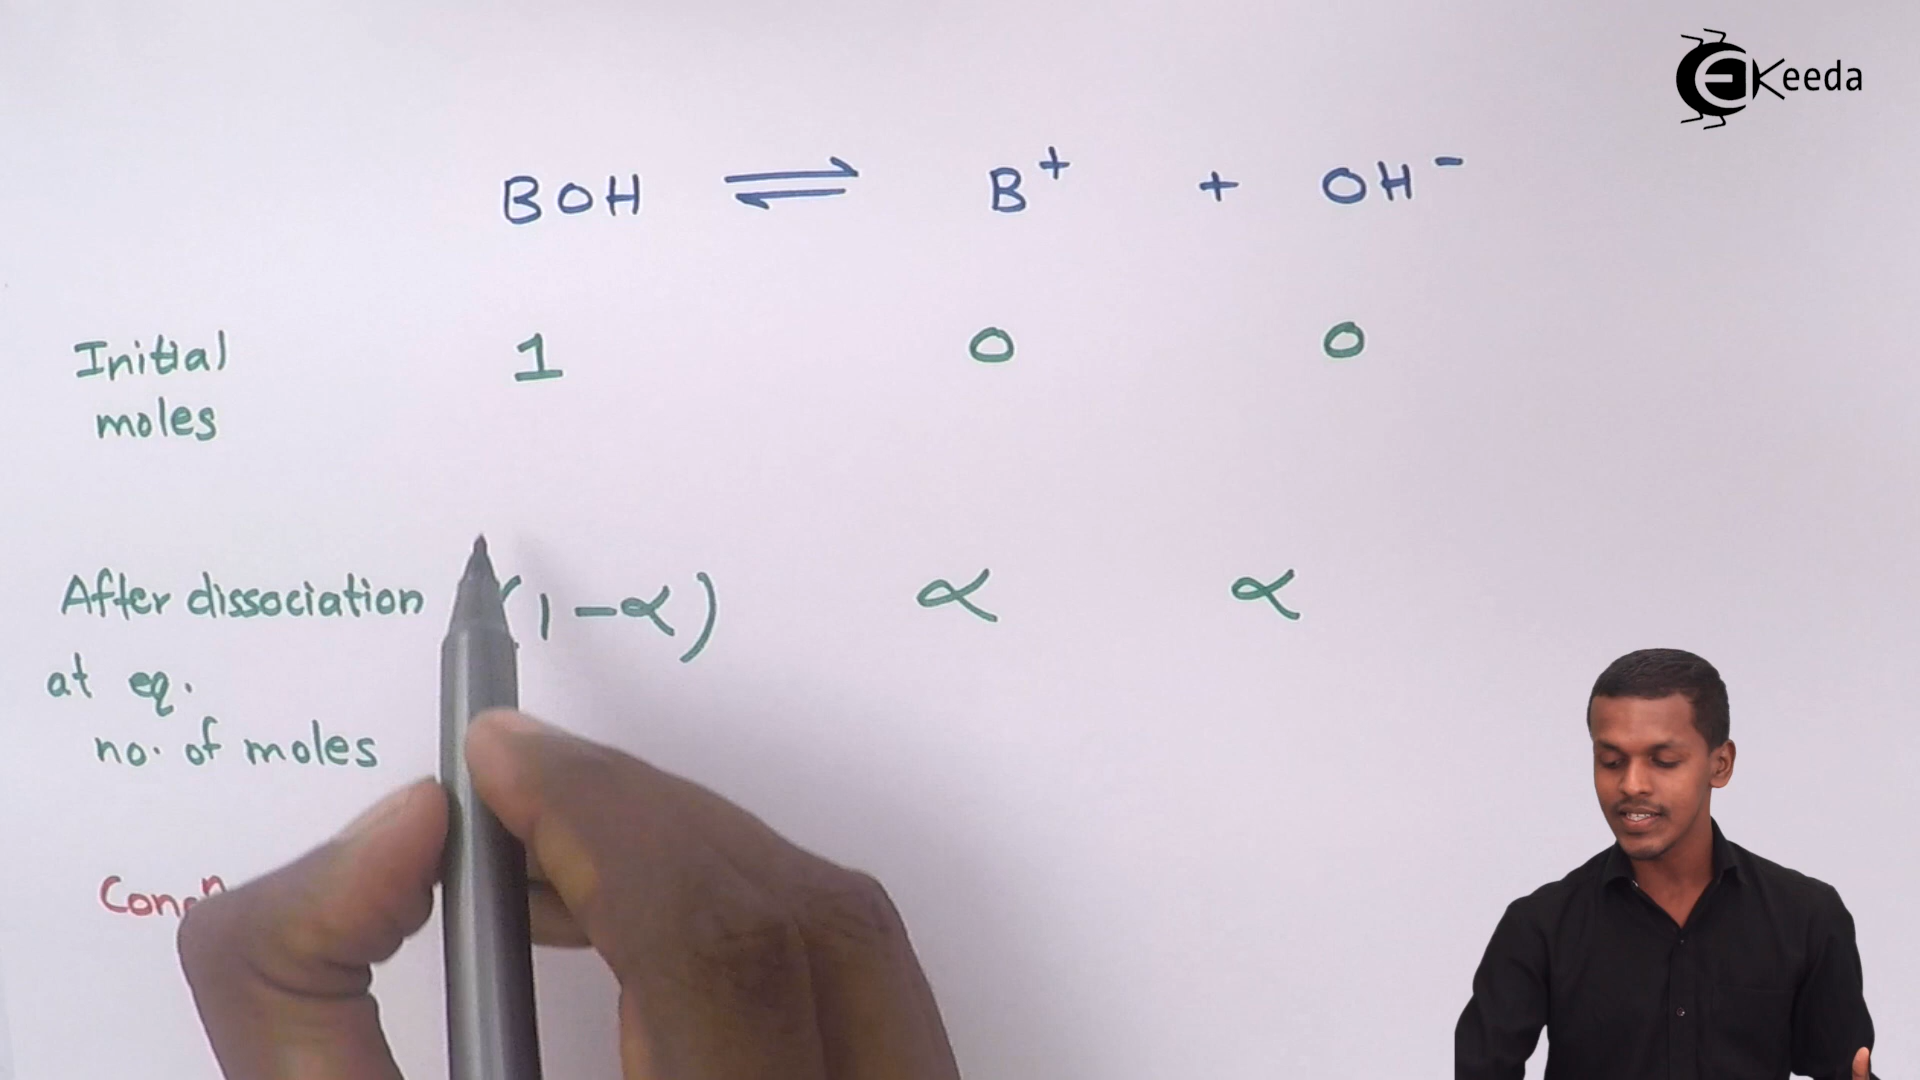 EKeeda
BOH ⇌ B⁺ + OH⁻
Initial 1 0 0
moles
After dissociation (1-α) α α
at eq.
no. of moles